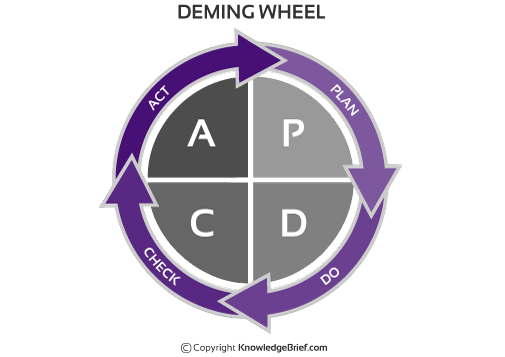 DEMING WHEEL
ACT
PLAN
A
P
C
D
CHECK
DO
© Copyright KnowledgeBrief.com